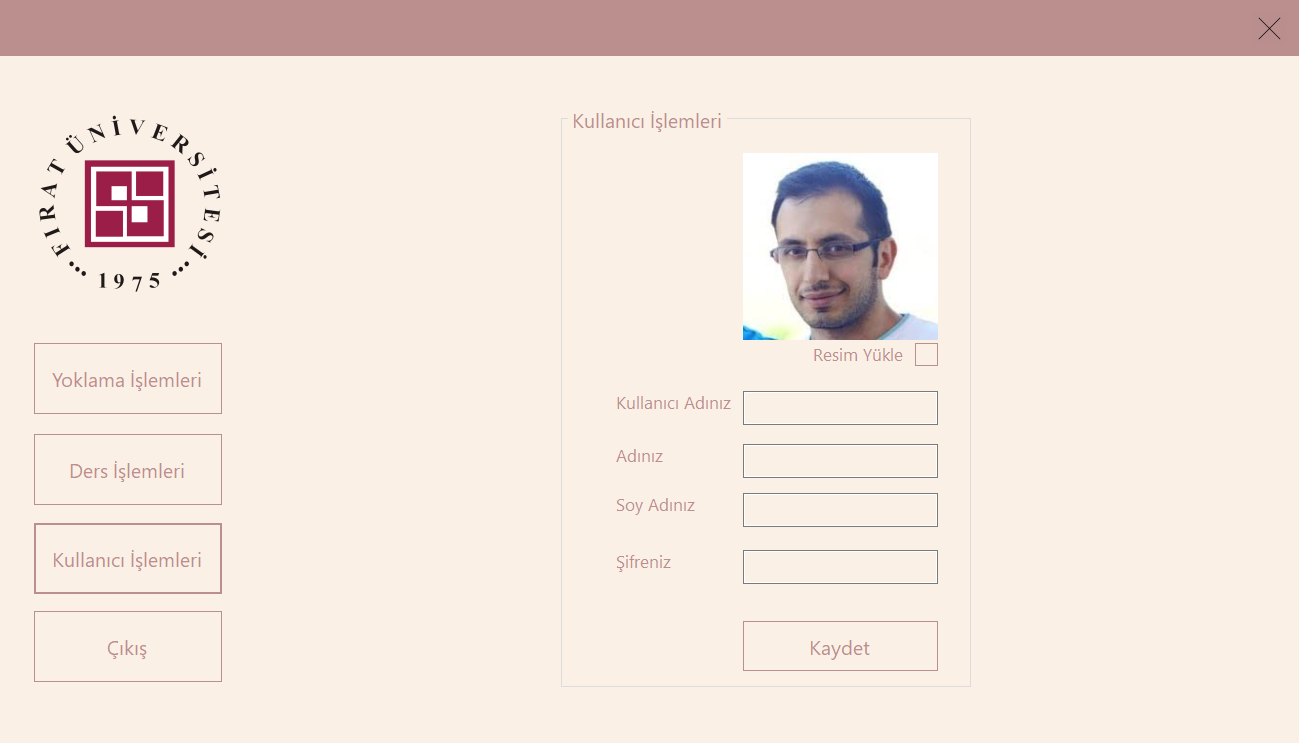 FIRAT ÜNİVERSİTESİ
1975
Yoklama İşlemleri
Ders İşlemleri
Kullanıcı İşlemleri
Çıkış
Kullanıcı İşlemleri
Resim Yükle
Kullanıcı Adınız
Adınız
Soy Adınız
Şifreniz
Kaydet